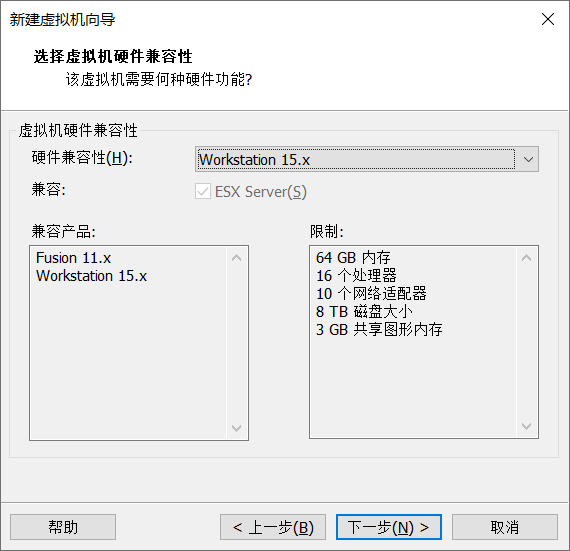 新建虚拟机向导
选择虚拟机硬件兼容性
该虚拟机需要何种硬件功能?
虚拟机硬件兼容性
硬件兼容性(H): Workstation 15.x
兼容: ESX Server(S)
兼容产品:
Fusion 11.x
Workstation 15.x
限制:
64 GB 内存
16 个处理器
10 个网络适配器
8 TB 磁盘大小
3 GB 共享图形内存
帮助 < 上一步(B) 下一步(N) > 取消